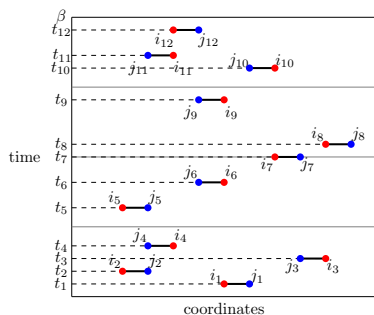 β
t₁₂
i₁₂ j₁₂
t₁₁
j₁₁ i₁₁
t₁₀
j₁₀ i₁₀
t₉
j₉ i₉
t₈
i₈ j₈
time
t₇
i₇ j₇
t₆
j₆ i₆
t₅
i₅ j₅
t₄
j₄ i₄
t₃
j₃ i₃
t₂
i₂ j₂
t₁
i₁ j₁
coordinates